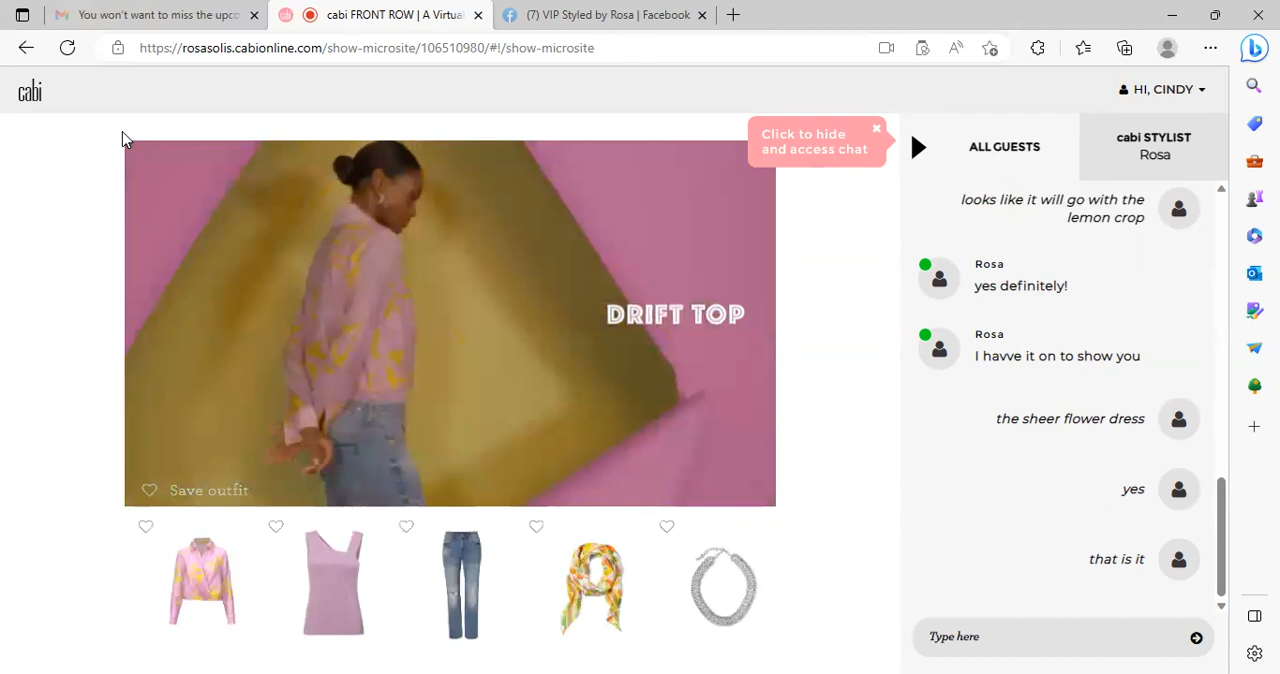 You won't want to miss the upco
cabi FRONT ROW | A Virtual
(7) VIP Styled by Rosa | Facebook
https://rosasolis.cabionline.com/show-microsite/106510980/#!/show-microsite
cabi
HI, CINDY
Click to hide
and access chat
ALL GUESTS
cabi STYLIST
Rosa
looks like it will go with the
lemon crop
Rosa
yes definitely!
Rosa
I havve it on to show you
the sheer flower dress
yes
that is it
Type here
DRIFT TOP
Save outfit